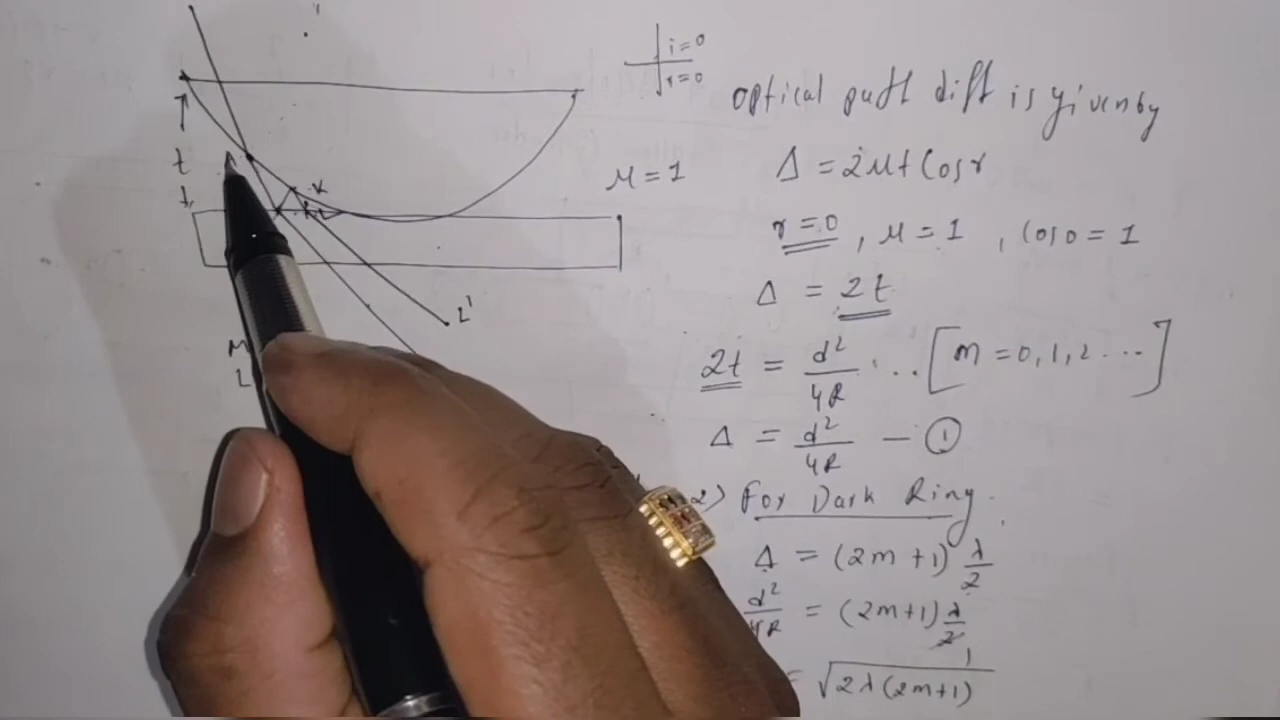 i=0
r=0
optical path diff is given by
t
μ = 1
Δ = 2μt Cos r
K
r = 0 , μ = 1 , Cos 0 = 1
Δ = 2t
L'
M
L
2t = d²/4R ... [m = 0, 1, 2 ...]
Δ = d²/4R — ①
2) For Dark Ring.
Δ = (2m + 1) λ/2
d²/4R = (2m+1) λ/2
1
= √2λ(2m+1)